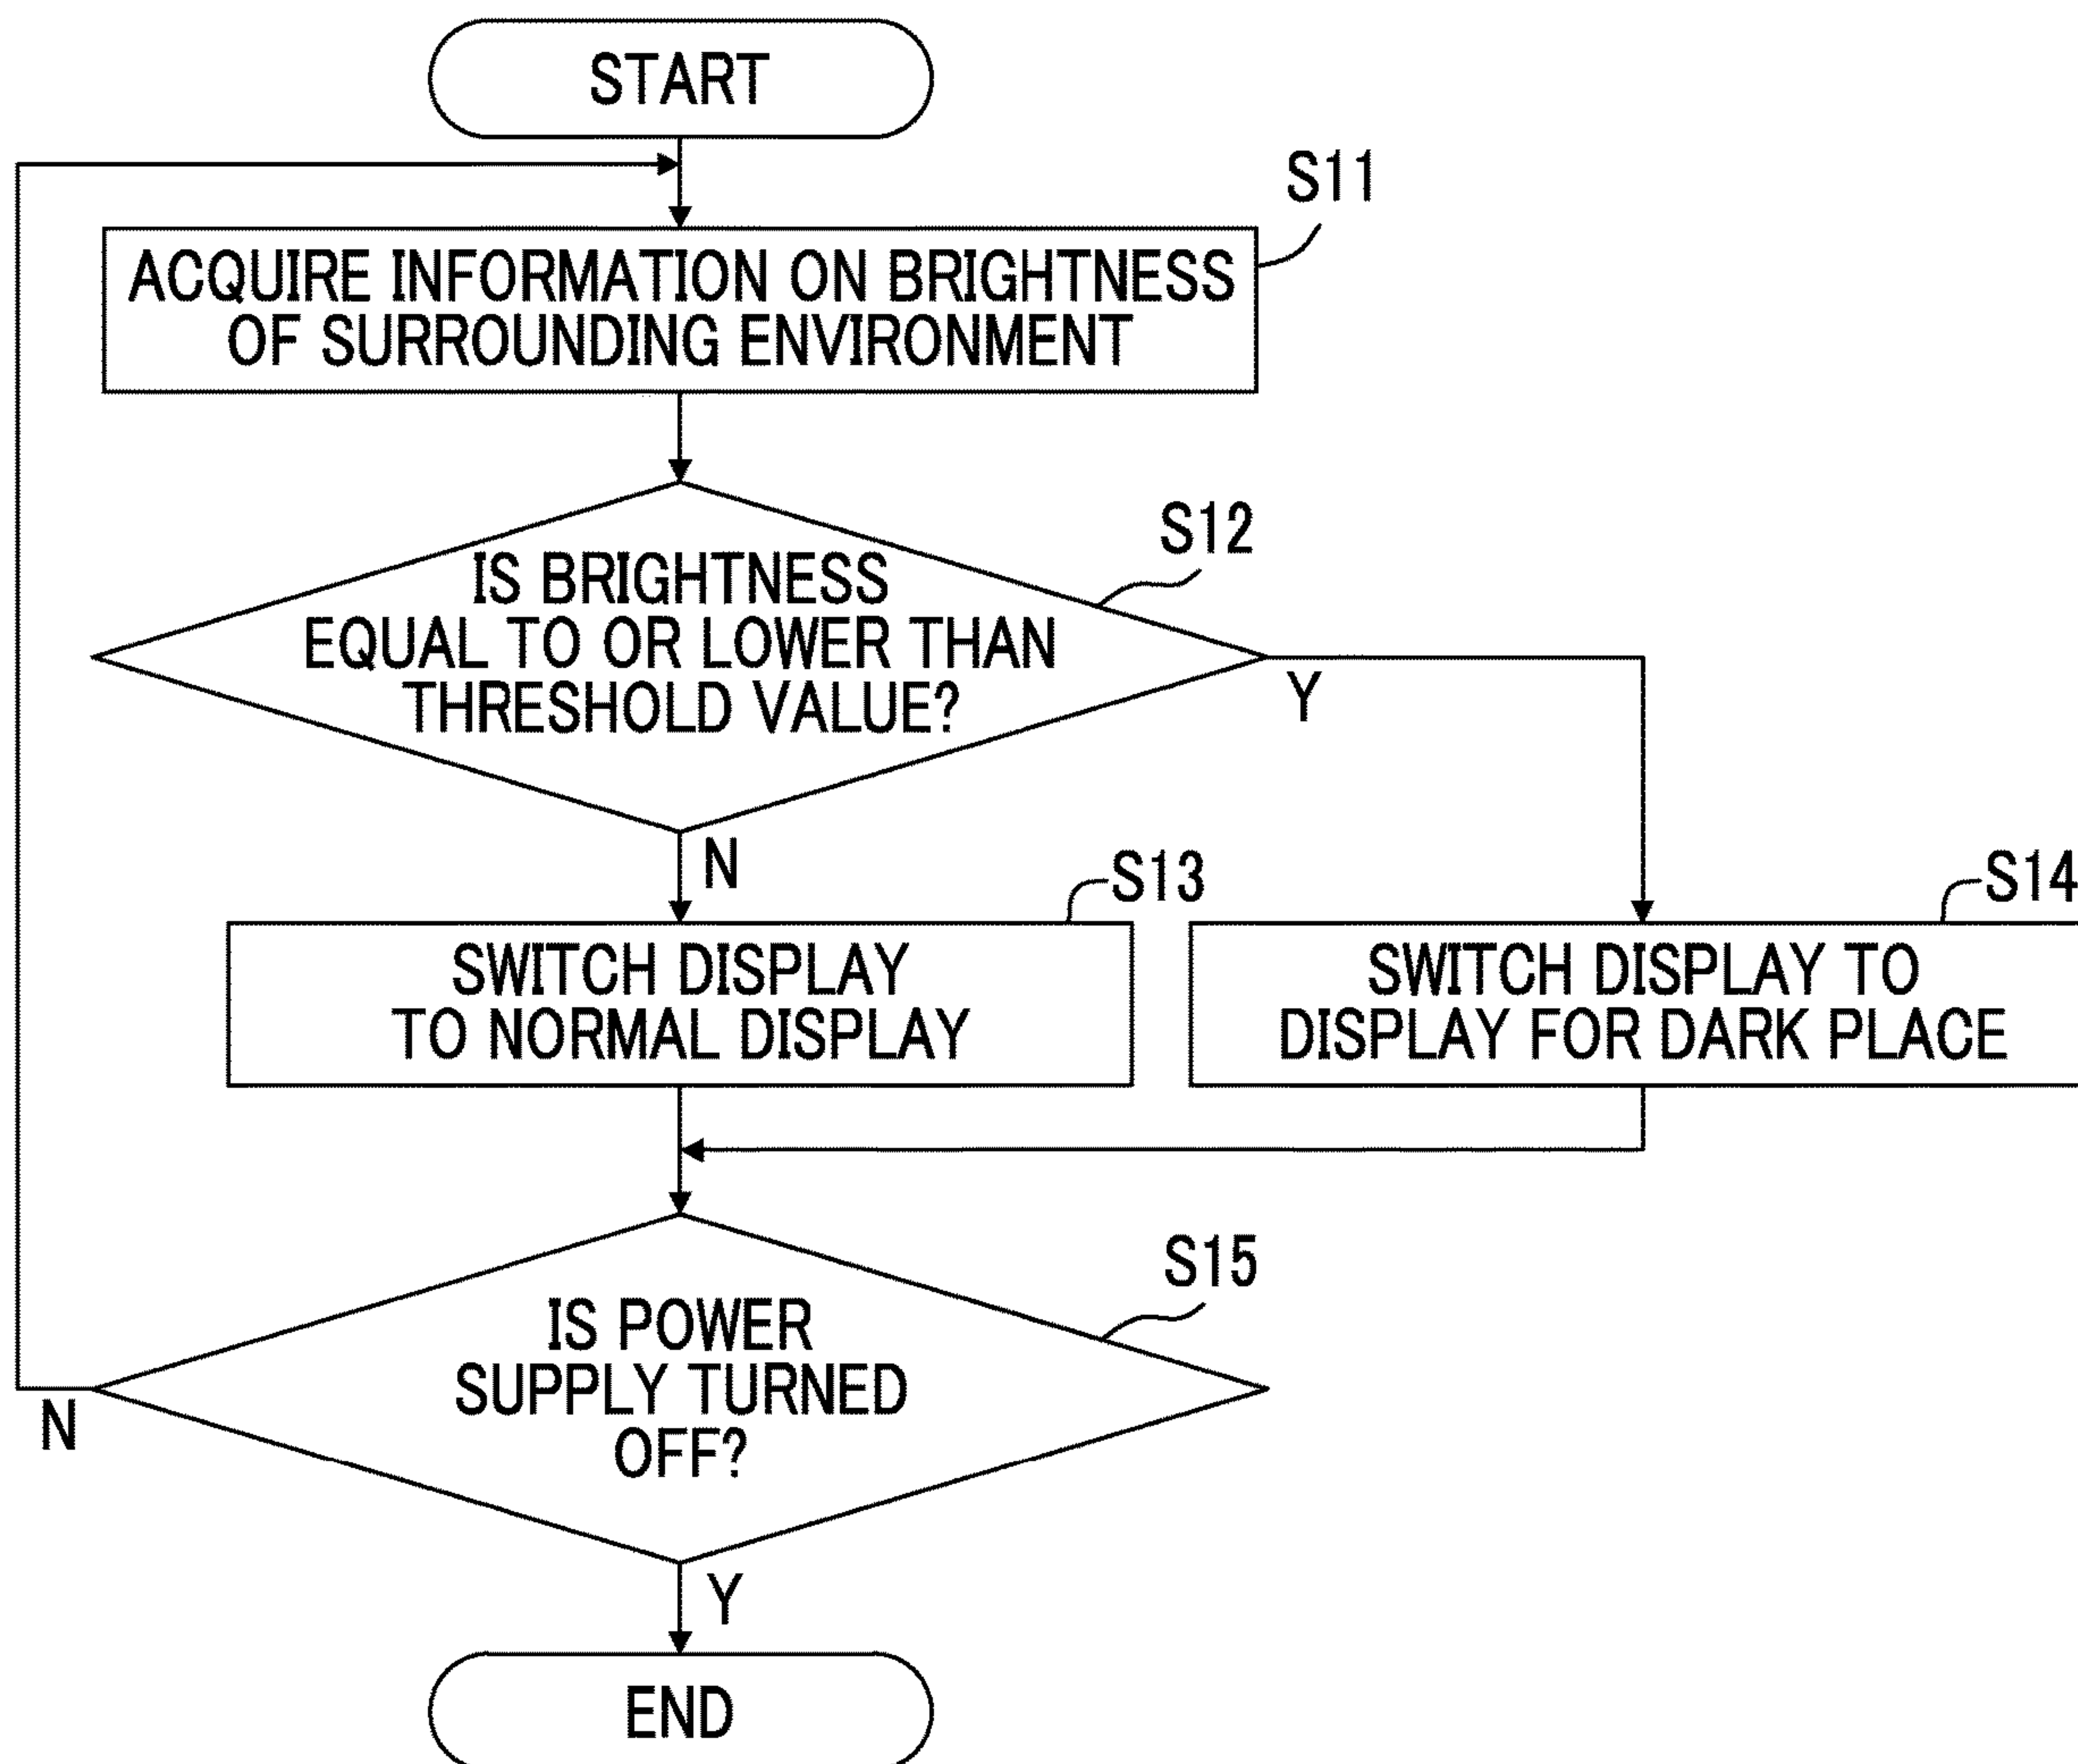 START
S11
ACQUIRE INFORMATION ON BRIGHTNESS
OF SURROUNDING ENVIRONMENT
S12
IS BRIGHTNESS
EQUAL TO OR LOWER THAN
THRESHOLD VALUE?
Y
N
S13
S14
SWITCH DISPLAY
TO NORMAL DISPLAY
SWITCH DISPLAY TO
DISPLAY FOR DARK PLACE
S15
IS POWER
SUPPLY TURNED
OFF?
N
Y
END